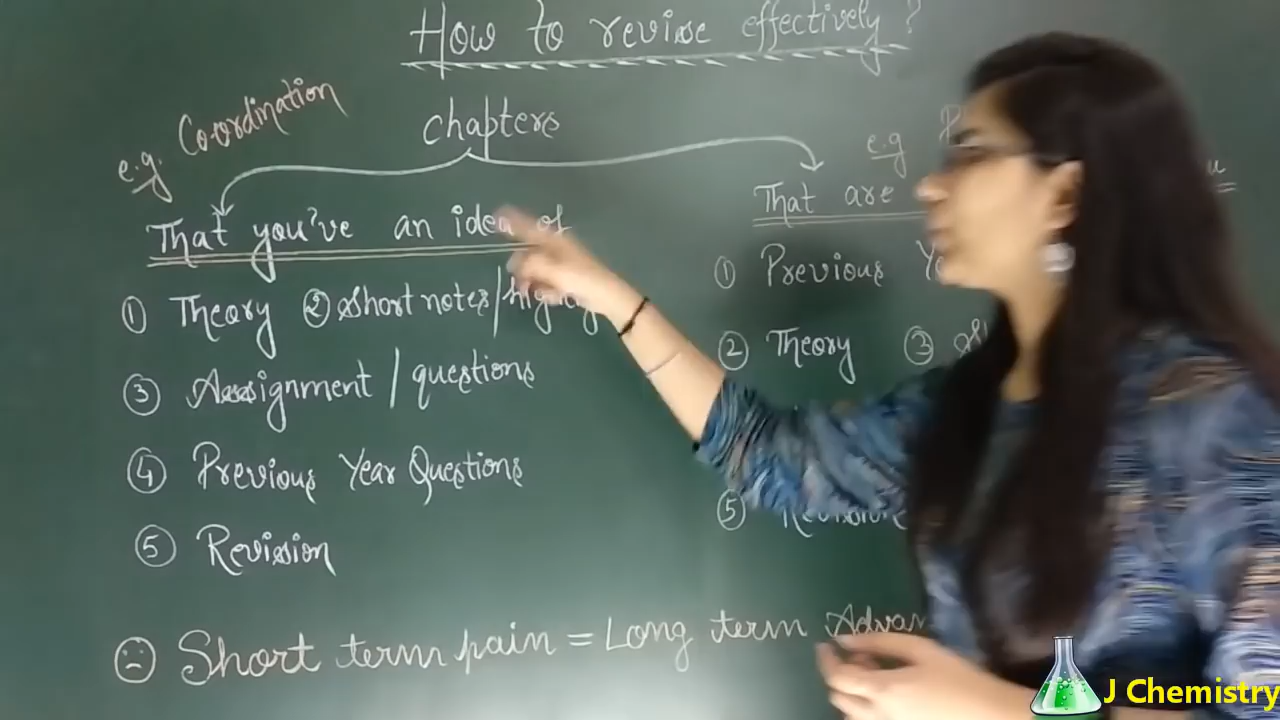 How to revise effectively ?
chapters
e.g. Coordination
That you've an idea of
① Theory ② Short notes/
③ Assignment / questions
④ Previous Year Questions
⑤ Revision
e.g
That are
① Previous
② Theory ③
⑤ Revision
☹ Short term pain = Long term
J Chemistry